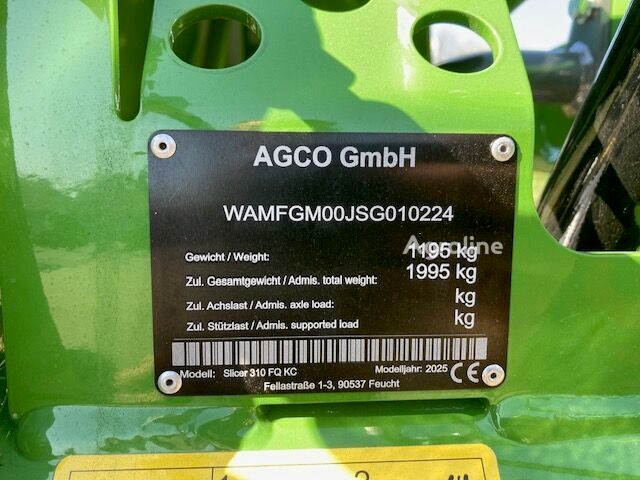 AGCO GmbH
WAMFGM00JSG010224
Agroline
Gewicht / Weight: 1195 kg
Zul. Gesamtgewicht / Admis. total weight: 1995 kg
Zul. Achslast / Admis. axle load: kg
Zul. Stützlast / Admis. supported load kg
Modell: Slicer 310 FQ KC Modelljahr: 2025 CE
Fellastraße 1-3, 90537 Feucht